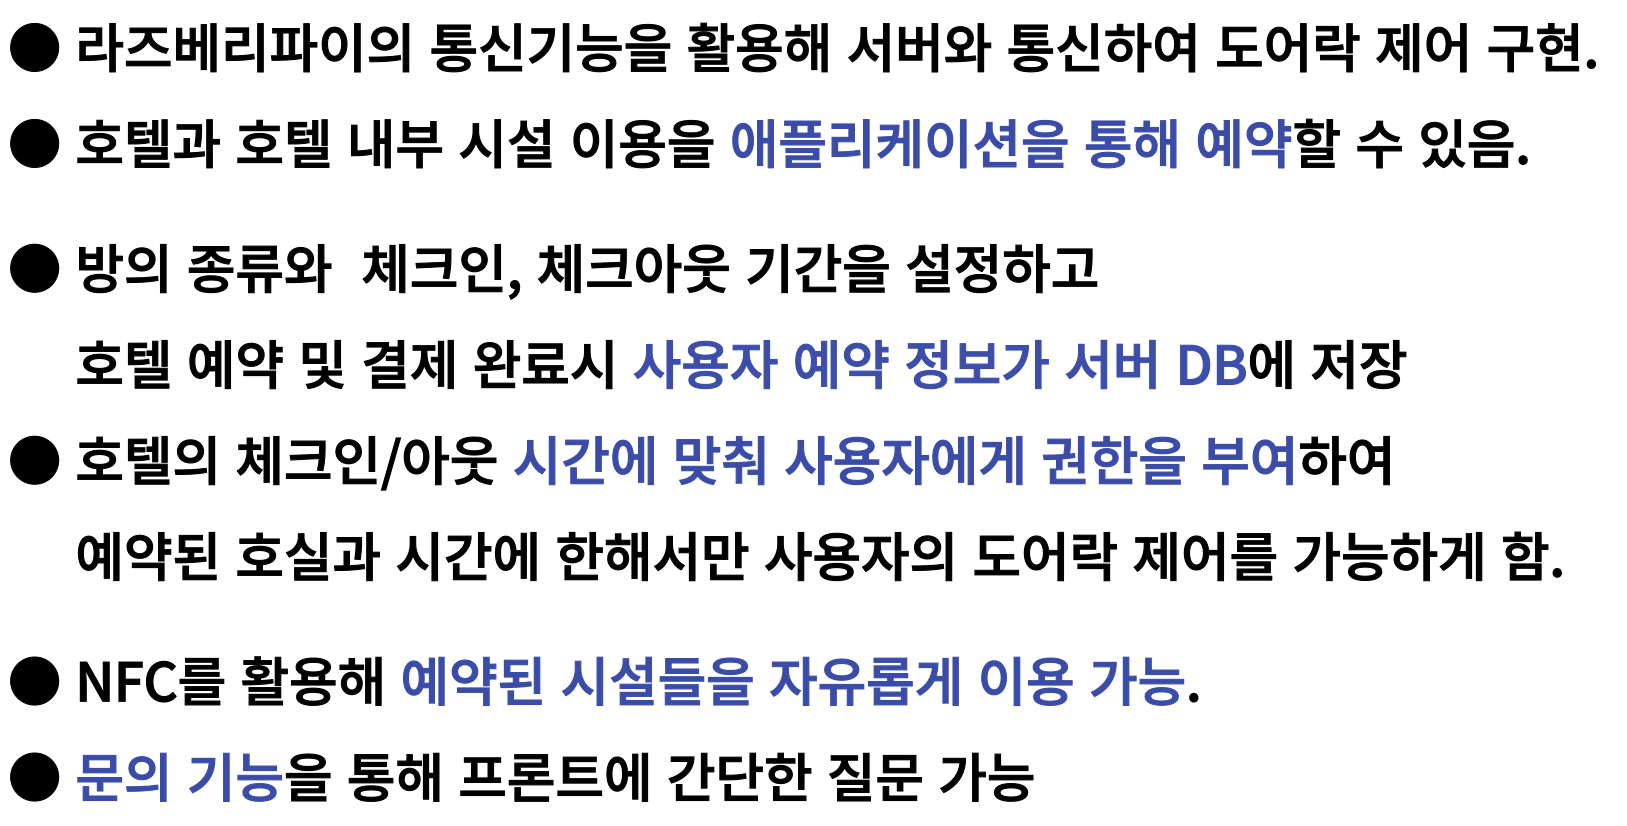 ● 라즈베리파이의 통신기능을 활용해 서버와 통신하여 도어락 제어 구현.
● 호텔과 호텔 내부 시설 이용을 애플리케이션을 통해 예약할 수 있음.
● 방의 종류와  체크인, 체크아웃 기간을 설정하고
호텔 예약 및 결제 완료시 사용자 예약 정보가 서버 DB에 저장
● 호텔의 체크인/아웃 시간에 맞춰 사용자에게 권한을 부여하여
예약된 호실과 시간에 한해서만 사용자의 도어락 제어를 가능하게 함.
● NFC를 활용해 예약된 시설들을 자유롭게 이용 가능.
● 문의 기능을 통해 프론트에 간단한 질문 가능